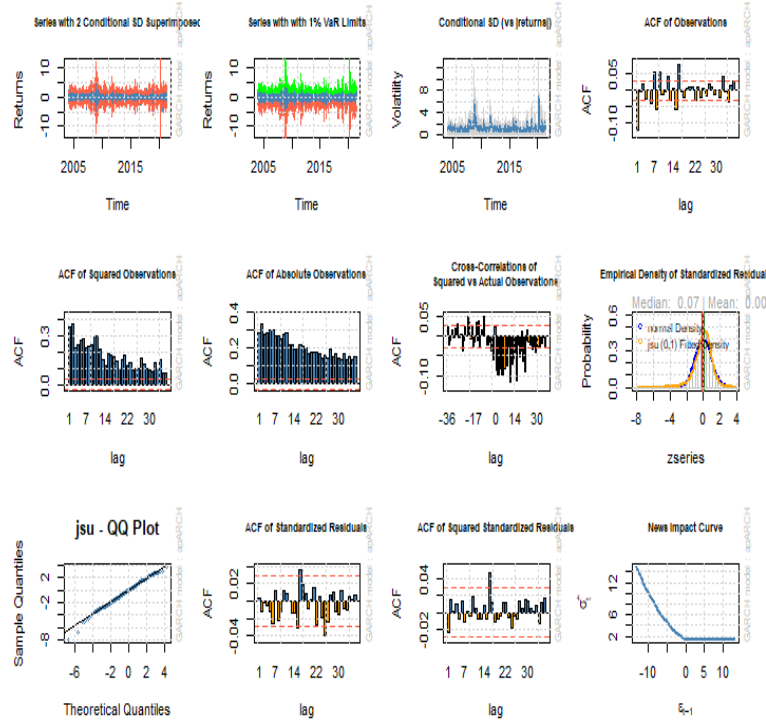 Series with 2 Conditional SD Superimposed
Returns
-10 0 5 10
2005 2015
Time
GARCH model : apARCH
Series with with 1% VaR Limits
Returns
-10 0 5 10
2005 2015
Time
GARCH model : apARCH
Conditional SD (vs |returns|)
Volatility
0 4 8
2005 2015
Time
GARCH model : apARCH
ACF of Observations
ACF
-0.10 0.05
1 7 14 22 30
lag
GARCH model : apARCH
ACF of Squared Observations
ACF
0.0 0.3
1 7 14 22 30
lag
GARCH model : apARCH
ACF of Absolute Observations
ACF
0.0 0.2 0.4
1 7 14 22 30
lag
GARCH model : apARCH
Cross-Correlations of
Squared vs Actual Observations
ACF
-0.10 0.05
-36 -17 0 14 30
lag
GARCH model : apARCH
Empirical Density of Standardized Residuals
Median: 0.07 | Mean: 0.00
normal Density
jsu (0,1) Fitted Density
Probability
0.0 0.3 0.6
-8 -4 0 2 4
zseries
GARCH model : apARCH
jsu - QQ Plot
Sample Quantiles
-8 -2 2
-6 -2 0 2 4
Theoretical Quantiles
GARCH model : apARCH
ACF of Standardized Residuals
ACF
-0.04 0.02
1 7 14 22 30
lag
GARCH model : apARCH
ACF of Squared Standardized Residuals
ACF
-0.02 0.04
1 7 14 22 30
lag
GARCH model : apARCH
News Impact Curve
2 6 12
-10 0 5 10
εt−1
GARCH model : apARCH